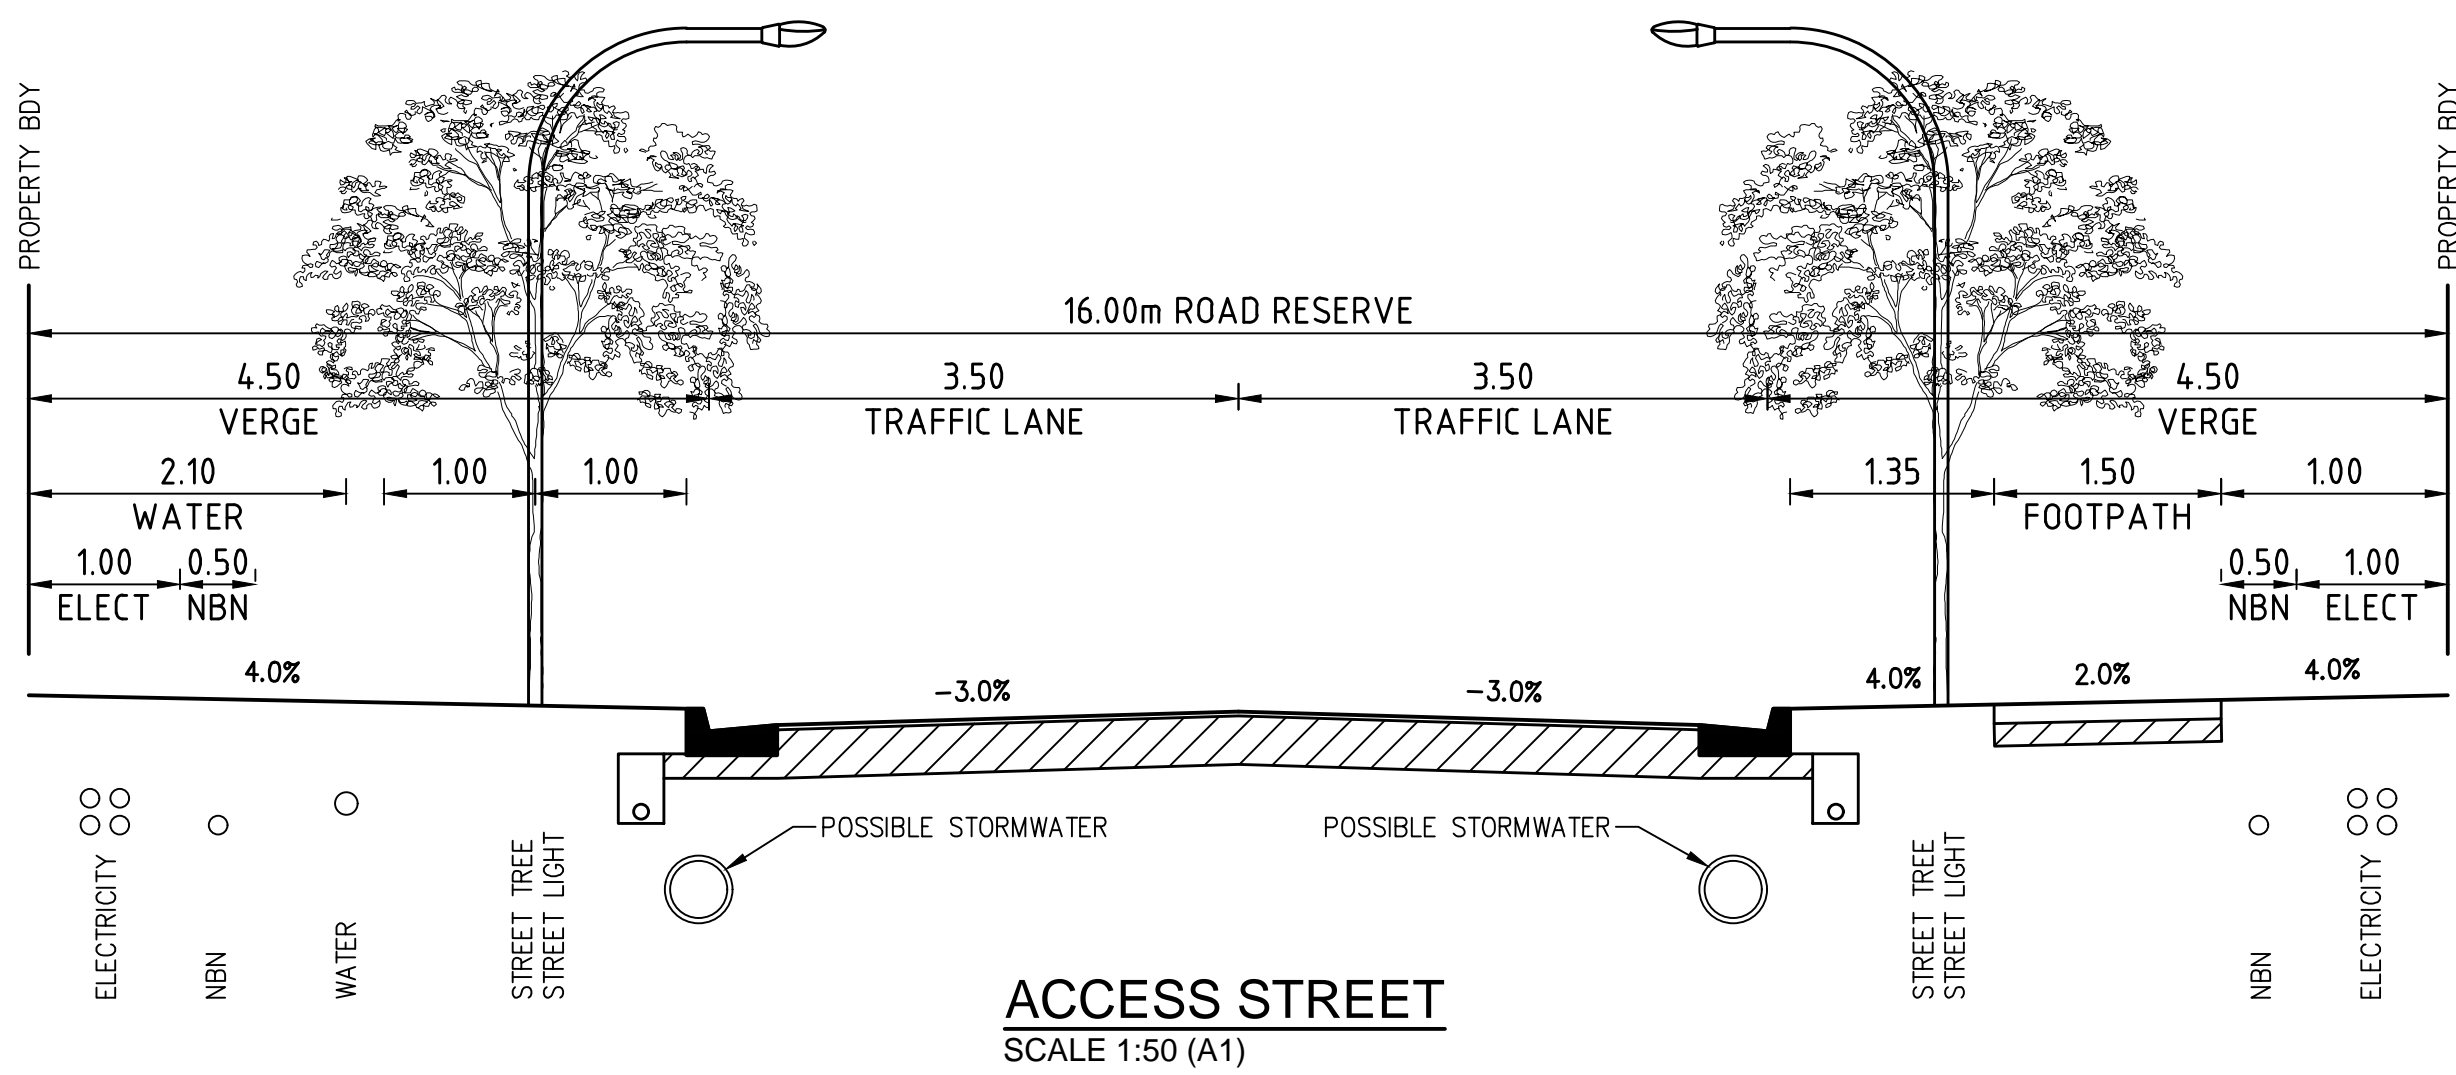 PROPERTY BDY
PROPERTY BDY
16.00m ROAD RESERVE
4.50
3.50
3.50
4.50
VERGE
TRAFFIC LANE
TRAFFIC LANE
VERGE
2.10
1.00
1.00
1.35
1.50
1.00
WATER
FOOTPATH
1.00
0.50
0.50
1.00
ELECT
NBN
NBN
ELECT
4.0%
-3.0%
-3.0%
4.0%
2.0%
4.0%
POSSIBLE STORMWATER
POSSIBLE STORMWATER
ELECTRICITY
NBN
WATER
STREET TREE
STREET LIGHT
STREET TREE
STREET LIGHT
NBN
ELECTRICITY
ACCESS STREET
SCALE 1:50 (A1)